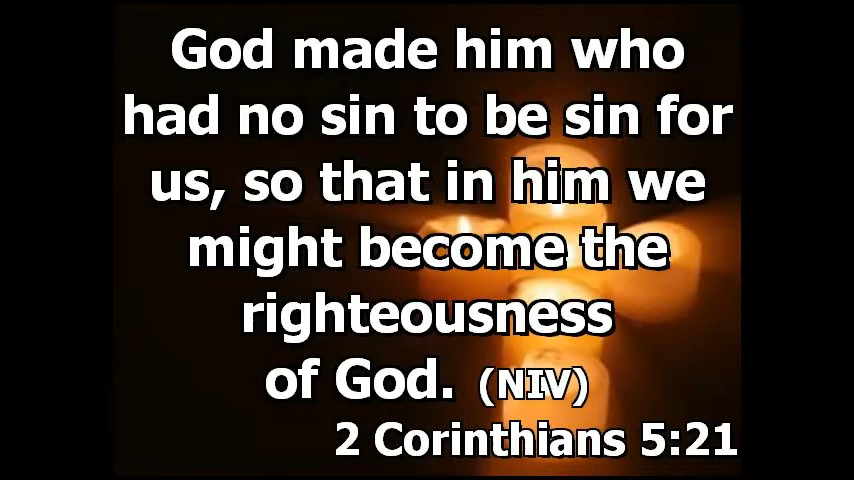 God made him who
had no sin to be sin for
us, so that in him we
might become the
righteousness
of God. (NIV)
2 Corinthians 5:21